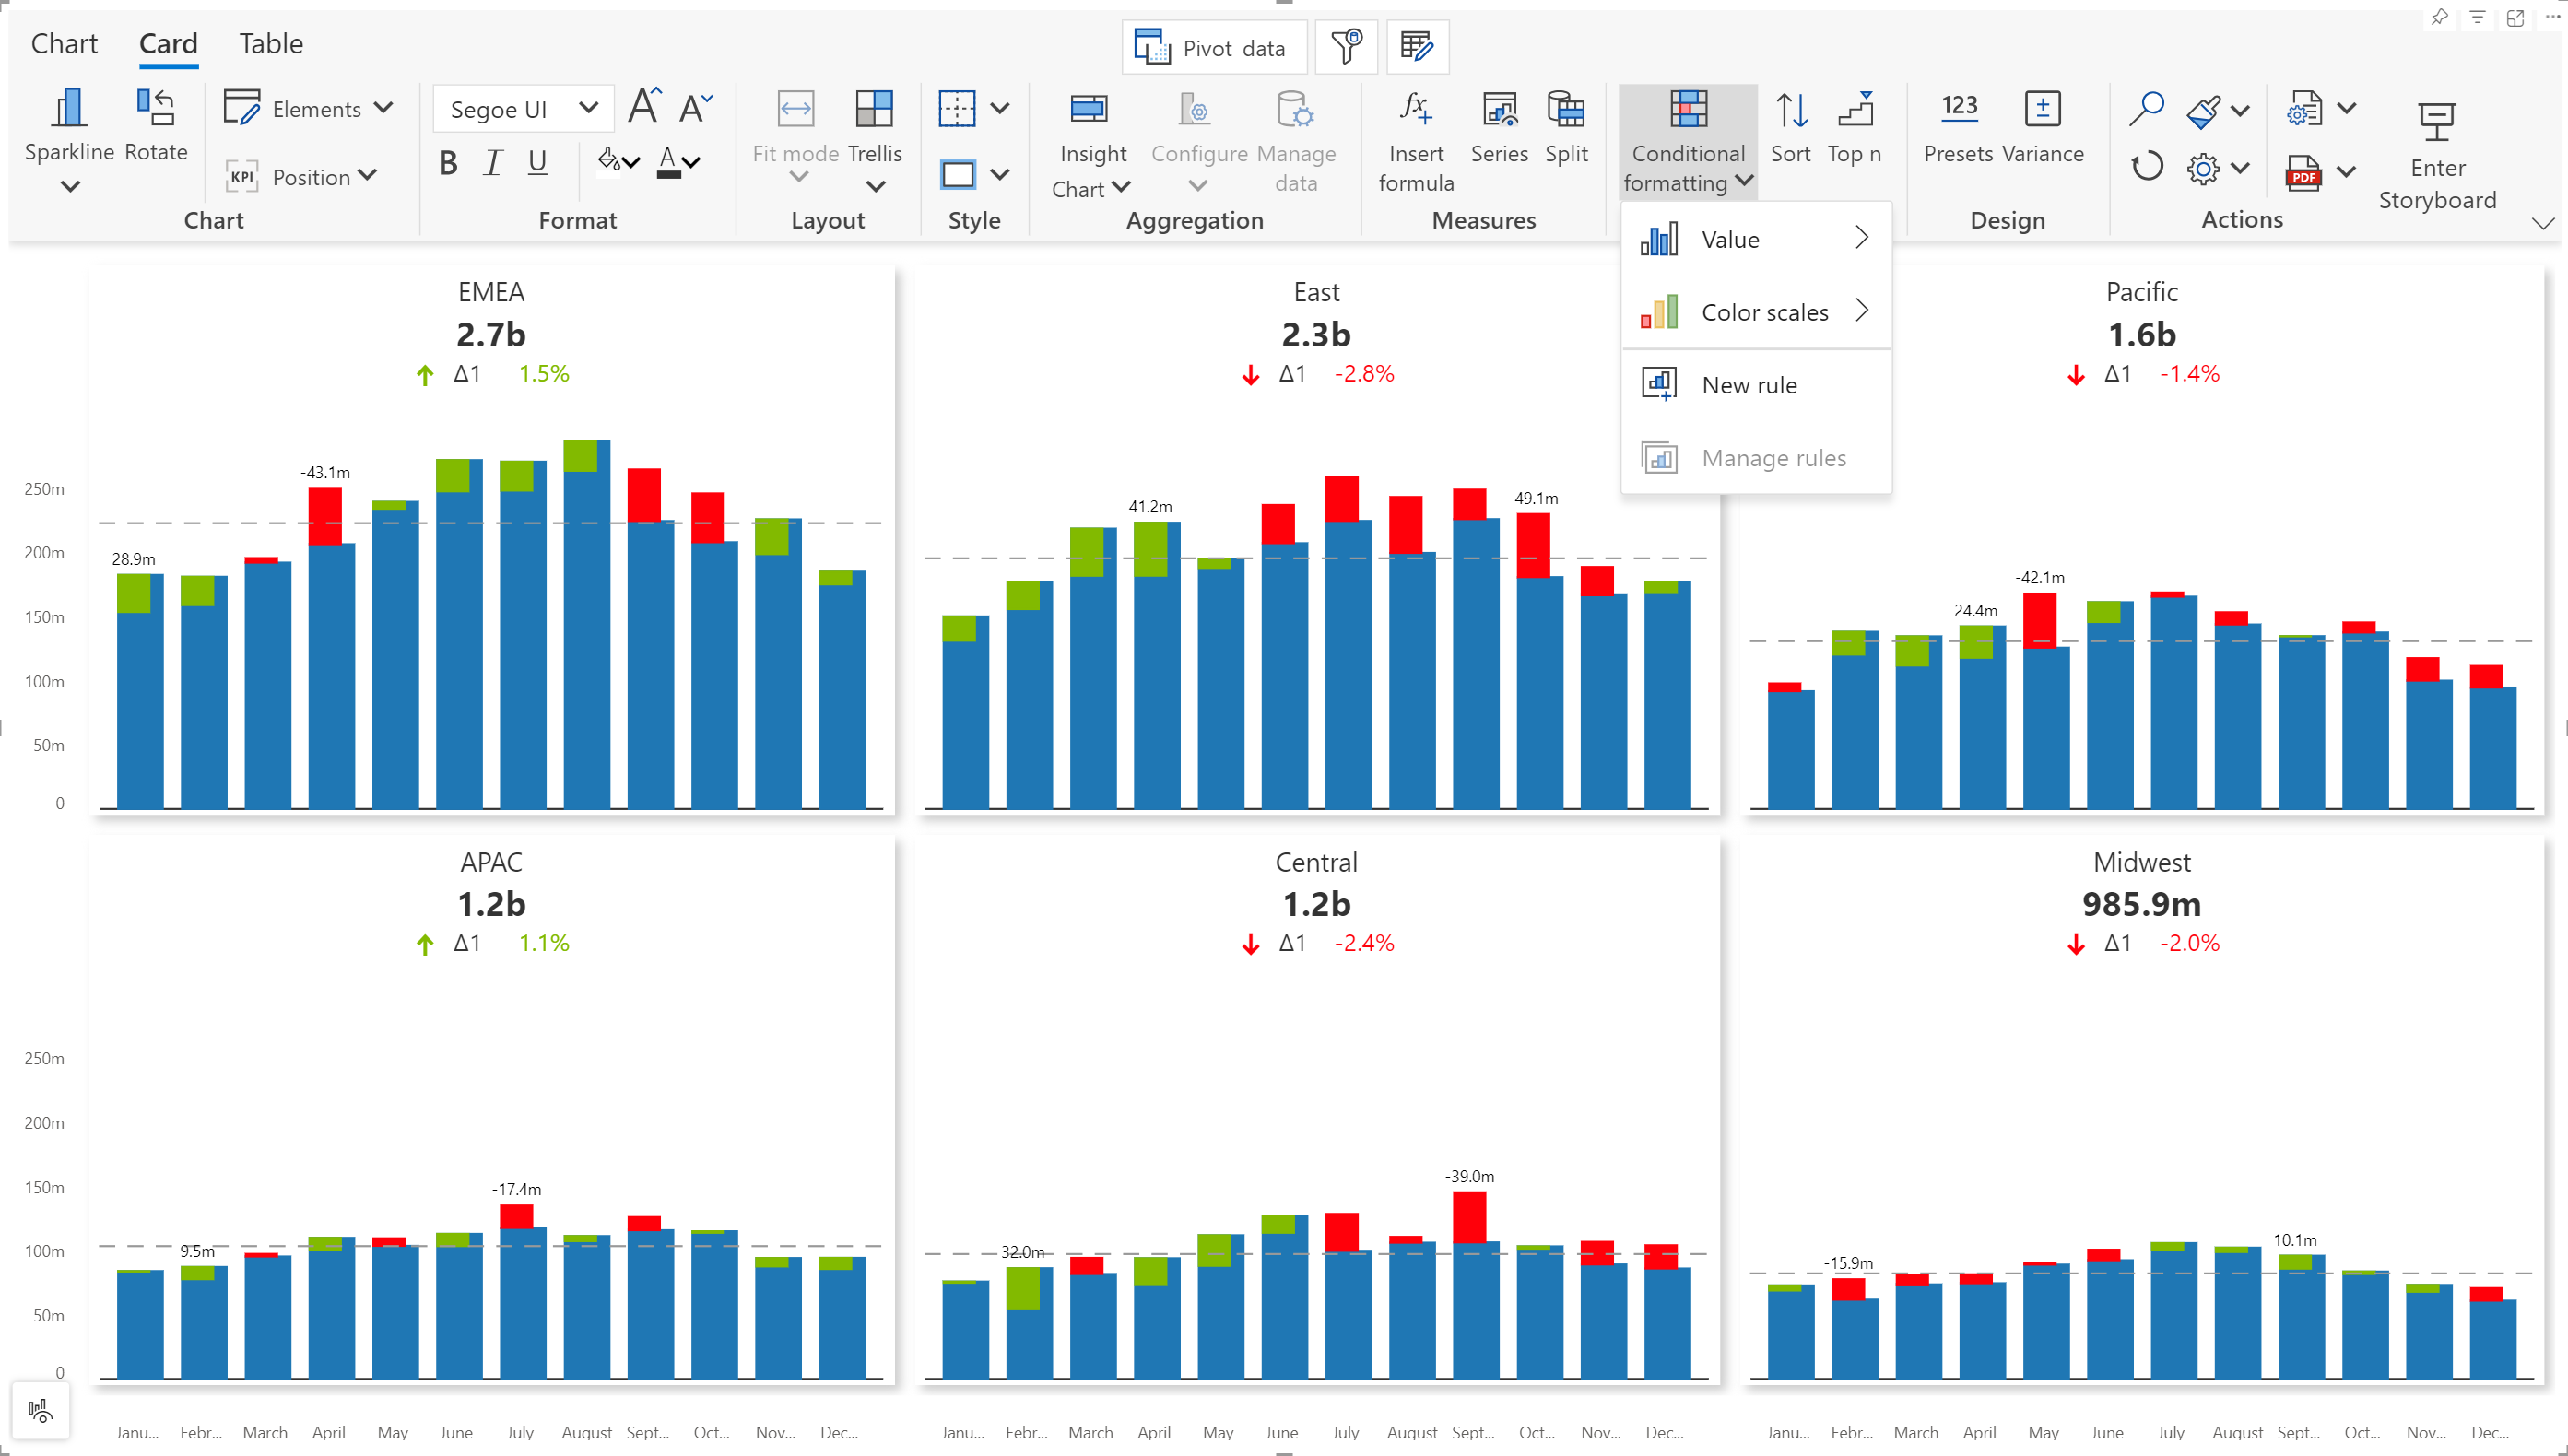 Chart Card Table
Pivot data
Sparkline Rotate
Elements
KPI Position
Chart
Segoe UI A A
B I U A
Format
Fit mode Trellis
Layout
Style
Insight Chart Configure Manage data
Aggregation
fx
Insert formula Series Split
Measures
Conditional formatting Sort Top n
123
Presets Variance
Design
PDF
Actions
Enter Storyboard
Value
Color scales
New rule
Manage rules
EMEA
2.7b
Δ1 1.5%
250m
200m
150m
100m
50m
0
28.9m
-43.1m
East
2.3b
Δ1 -2.8%
41.2m
-49.1m
Pacific
1.6b
Δ1 -1.4%
24.4m
-42.1m
APAC
1.2b
Δ1 1.1%
250m
200m
150m
100m
50m
0
9.5m
-17.4m
Central
1.2b
Δ1 -2.4%
32.0m
-39.0m
Midwest
985.9m
Δ1 -2.0%
-15.9m
10.1m
Janu... Febr... March April May June July August Sept... Oct... Nov... Dec...
Janu... Febr... March April May June July August Sept... Oct... Nov... Dec...
Janu... Febr... March April May June July August Sept... Oct... Nov... Dec...